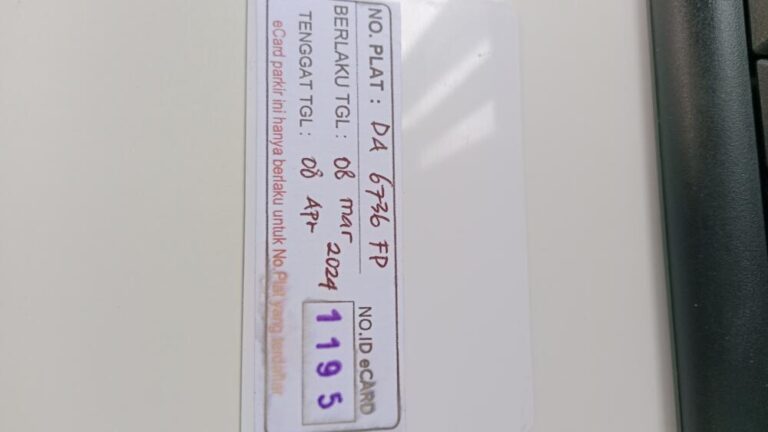 NO. PLAT : DA 6736 FP
BERLAKU TGL : 08 Mar 2024
TENGGAT TGL : 08 Apr
NO.ID eCARD
1195
eCard parkir ini hanya berlaku untuk No.Plat yang terdaftar